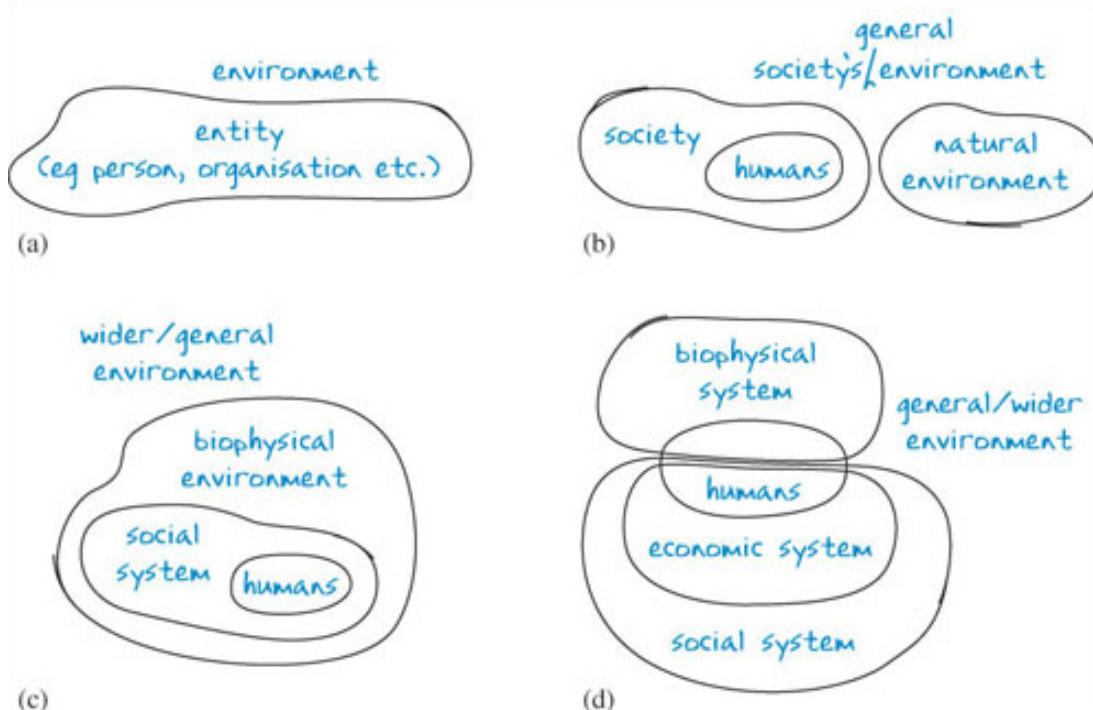 environment
entity
(eg person, organisation etc.)
(a)
general
society's/environment
society
humans
natural
environment
(b)
wider/general
environment
biophysical
environment
social
system
humans
(c)
biophysical
system
general/wider
environment
humans
economic system
social system
(d)